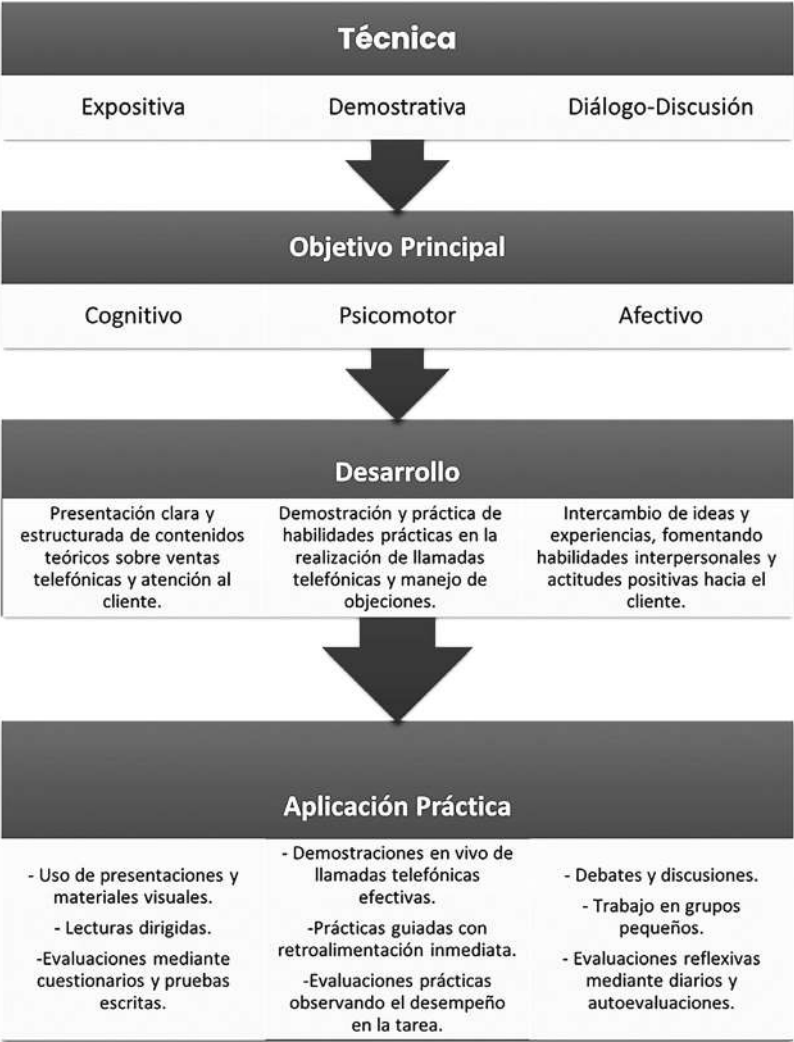 Técnica
Expositiva
Demostrativa
Diálogo-Discusión
Objetivo Principal
Cognitivo
Psicomotor
Afectivo
Desarrollo
Presentación clara y
estructurada de contenidos
teóricos sobre ventas
telefónicas y atención al
cliente.
Demostración y práctica de
habilidades prácticas en la
realización de llamadas
telefónicas y manejo de
objeciones.
Intercambio de ideas y
experiencias, fomentando
habilidades interpersonales y
actitudes positivas hacia el
cliente.
Aplicación Práctica
- Uso de presentaciones y
materiales visuales.
- Lecturas dirigidas.
-Evaluaciones mediante
cuestionarios y pruebas
escritas.
- Demostraciones en vivo de
llamadas telefónicas
efectivas.
-Prácticas guiadas con
retroalimentación inmediata.
-Evaluaciones prácticas
observando el desempeño
en la tarea.
- Debates y discusiones.
- Trabajo en grupos
pequeños.
- Evaluaciones reflexivas
mediante diarios y
autoevaluaciones.